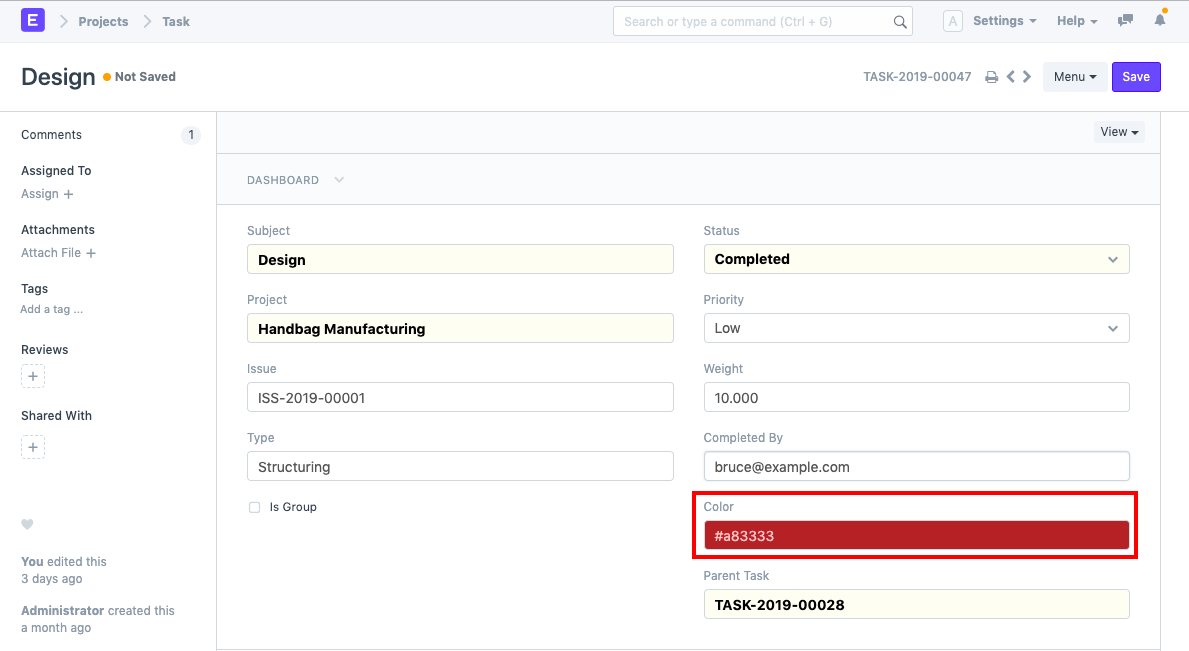 E Projects Task
Search or type a command (Ctrl + G)
A Settings Help
Design Not Saved
TASK-2019-00047
Menu
Save
Comments 1
Assigned To
Assign +
Attachments
Attach File +
Tags
Add a tag ...
Reviews
+
Shared With
+
You edited this
3 days ago
Administrator created this
a month ago
View
DASHBOARD
Subject
Design
Project
Handbag Manufacturing
Issue
ISS-2019-00001
Type
Structuring
Is Group
Status
Completed
Priority
Low
Weight
10.000
Completed By
bruce@example.com
Color
#a83333
Parent Task
TASK-2019-00028